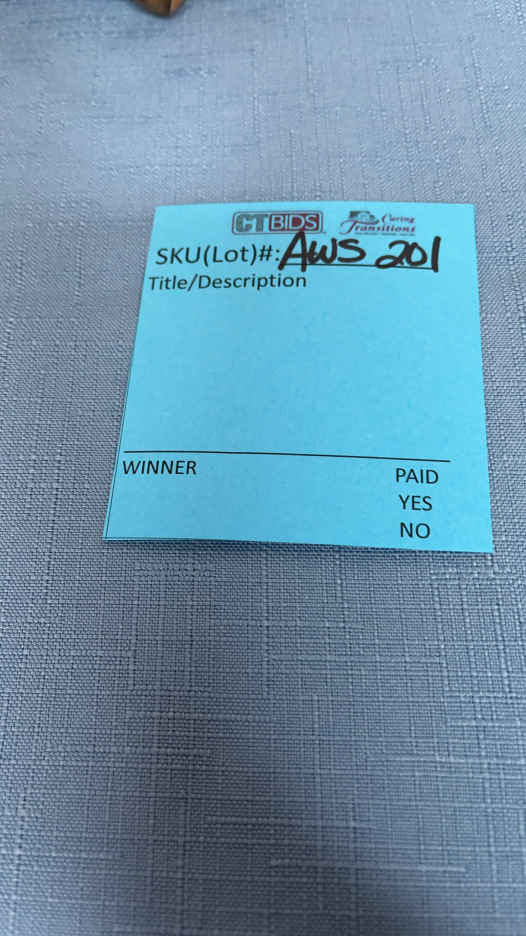 CTBIDS Caring Transitions
SKU(Lot)#: AWS 201
Title/Description
WINNER PAID
YES
NO